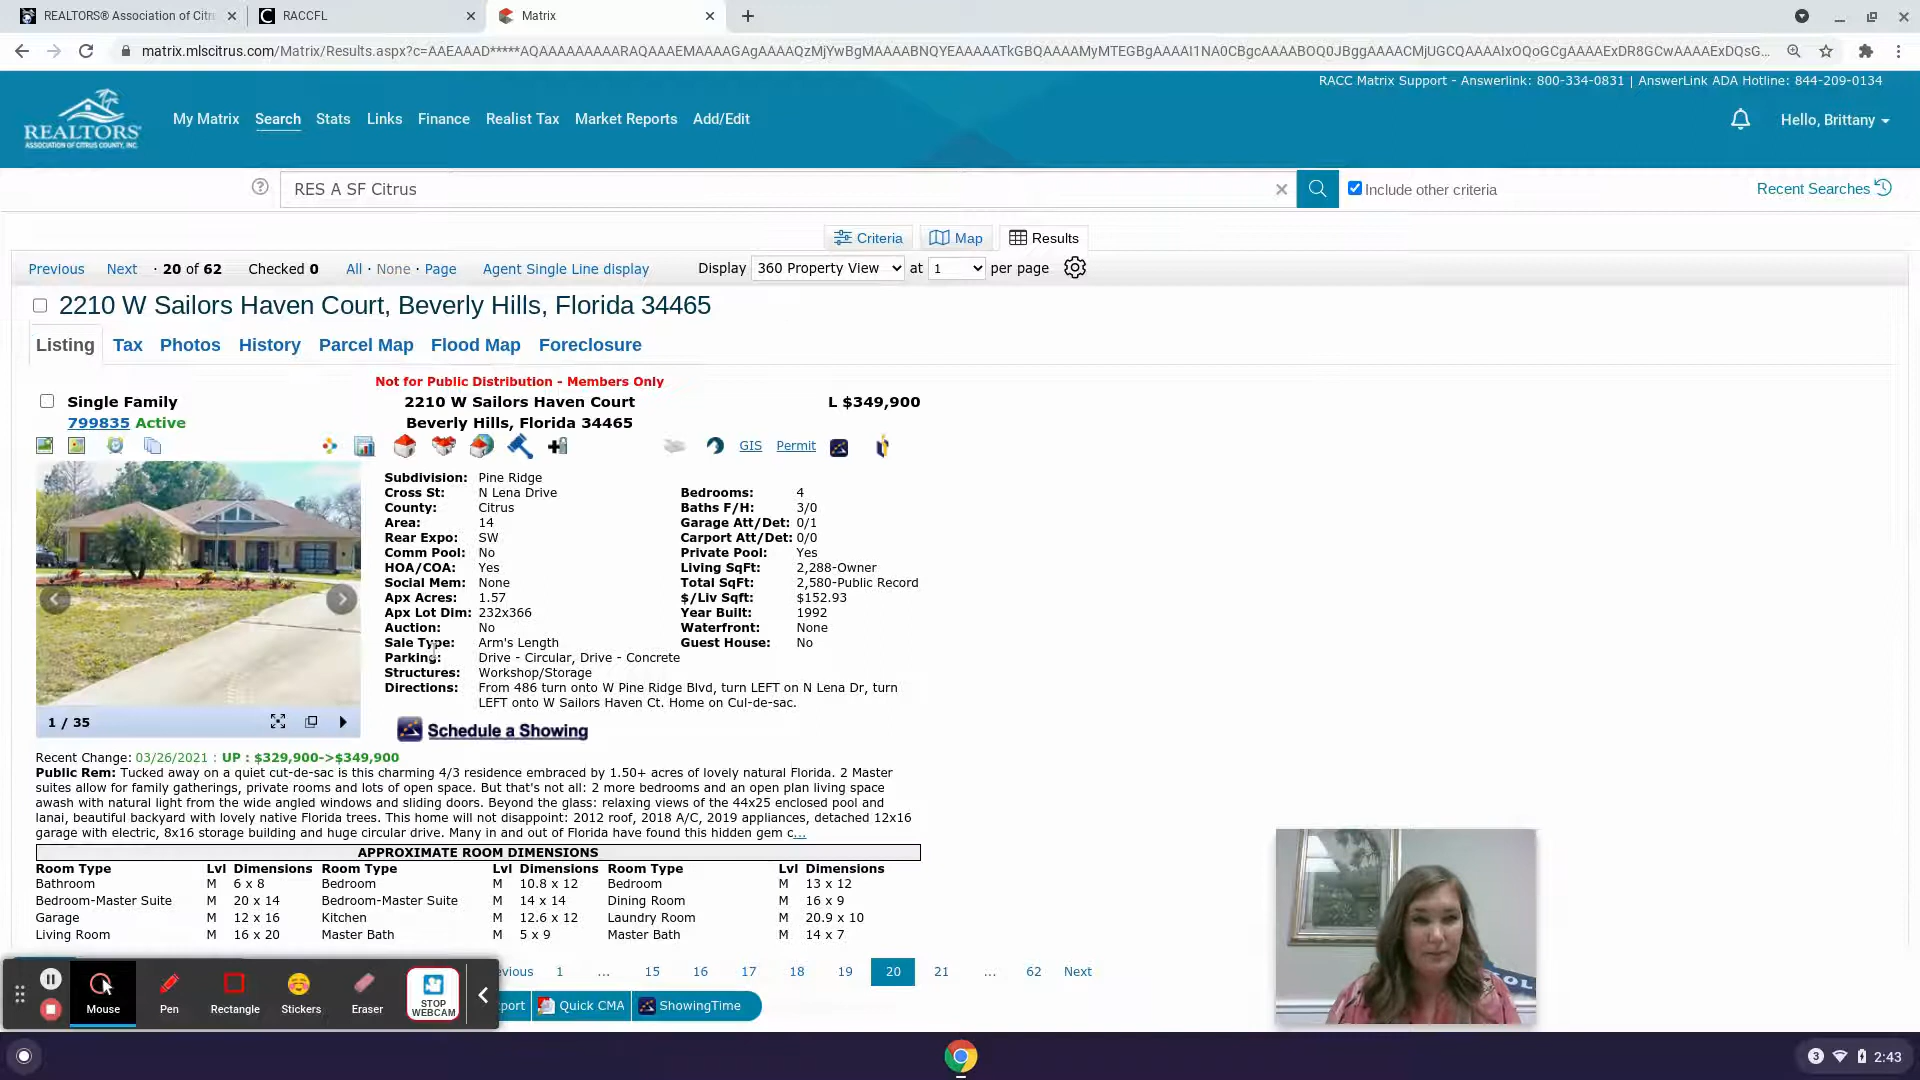 REALTORS® Association of Citr
RACCFL
Matrix
matrix.mlscitrus.com/Matrix/Results.aspx?c=AAEAAAD*****AQAAAAAAAAARAQAAAEMAAAAGAgAAAAQzMjYwBgMAAAABNQYEAAAAATkGBQAAAAMyMTEGBgAAAAI1NA0CBgcAAAABOQ0JBggAAAACMjUGCQAAAAIxOQoGCgAAAAExDR8GCwAAAAExDQsG...
RACC Matrix Support - Answerlink: 800-334-0831 | AnswerLink ADA Hotline: 844-209-0134
REALTORS®
ASSOCIATION OF CITRUS COUNTY, INC.
My Matrix Search Stats Links Finance Realist Tax Market Reports Add/Edit
Hello, Brittany
RES A SF Citrus
Include other criteria
Recent Searches
Criteria Map Results
Previous Next · 20 of 62 Checked 0 All · None · Page Agent Single Line display Display 360 Property View at 1 per page
2210 W Sailors Haven Court, Beverly Hills, Florida 34465
Listing Tax Photos History Parcel Map Flood Map Foreclosure
Not for Public Distribution - Members Only
Single Family 2210 W Sailors Haven Court L $349,900
799835 Active Beverly Hills, Florida 34465
GIS Permit
Subdivision: Pine Ridge
Cross St: N Lena Drive Bedrooms: 4
County: Citrus Baths F/H: 3/0
Area: 14 Garage Att/Det: 0/1
Rear Expo: SW Carport Att/Det: 0/0
Comm Pool: No Private Pool: Yes
HOA/COA: Yes Living SqFt: 2,288-Owner
Social Mem: None Total SqFt: 2,580-Public Record
Apx Acres: 1.57 $/Liv Sqft: $152.93
Apx Lot Dim: 232x366 Year Built: 1992
Auction: No Waterfront: None
Sale Type: Arm's Length Guest House: No
Parking: Drive - Circular, Drive - Concrete
Structures: Workshop/Storage
Directions: From 486 turn onto W Pine Ridge Blvd, turn LEFT on N Lena Dr, turn
LEFT onto W Sailors Haven Ct. Home on Cul-de-sac.
1 / 35
Schedule a Showing
Recent Change: 03/26/2021 : UP : $329,900->$349,900
Public Rem: Tucked away on a quiet cut-de-sac is this charming 4/3 residence embraced by 1.50+ acres of lovely natural Florida. 2 Master
suites allow for family gatherings, private rooms and lots of open space. But that's not all: 2 more bedrooms and an open plan living space
awash with natural light from the wide angled windows and sliding doors. Beyond the glass: relaxing views of the 44x25 enclosed pool and
lanai, beautiful backyard with lovely native Florida trees. This home will not disappoint: 2012 roof, 2018 A/C, 2019 appliances, detached 12x16
garage with electric, 8x16 storage building and huge circular drive. Many in and out of Florida have found this hidden gem c...
APPROXIMATE ROOM DIMENSIONS
Room Type Lvl Dimensions Room Type Lvl Dimensions Room Type Lvl Dimensions
Bathroom M 6 x 8 Bedroom M 10.8 x 12 Bedroom M 13 x 12
Bedroom-Master Suite M 20 x 14 Bedroom-Master Suite M 14 x 14 Dining Room M 16 x 9
Garage M 12 x 16 Kitchen M 12.6 x 12 Laundry Room M 20.9 x 10
Living Room M 16 x 20 Master Bath M 5 x 9 Master Bath M 14 x 7
evious 1 ... 15 16 17 18 19 20 21 ... 62 Next
port Quick CMA ShowingTime
Mouse Pen Rectangle Stickers Eraser STOP
WEBCAM
OL
3 2:43